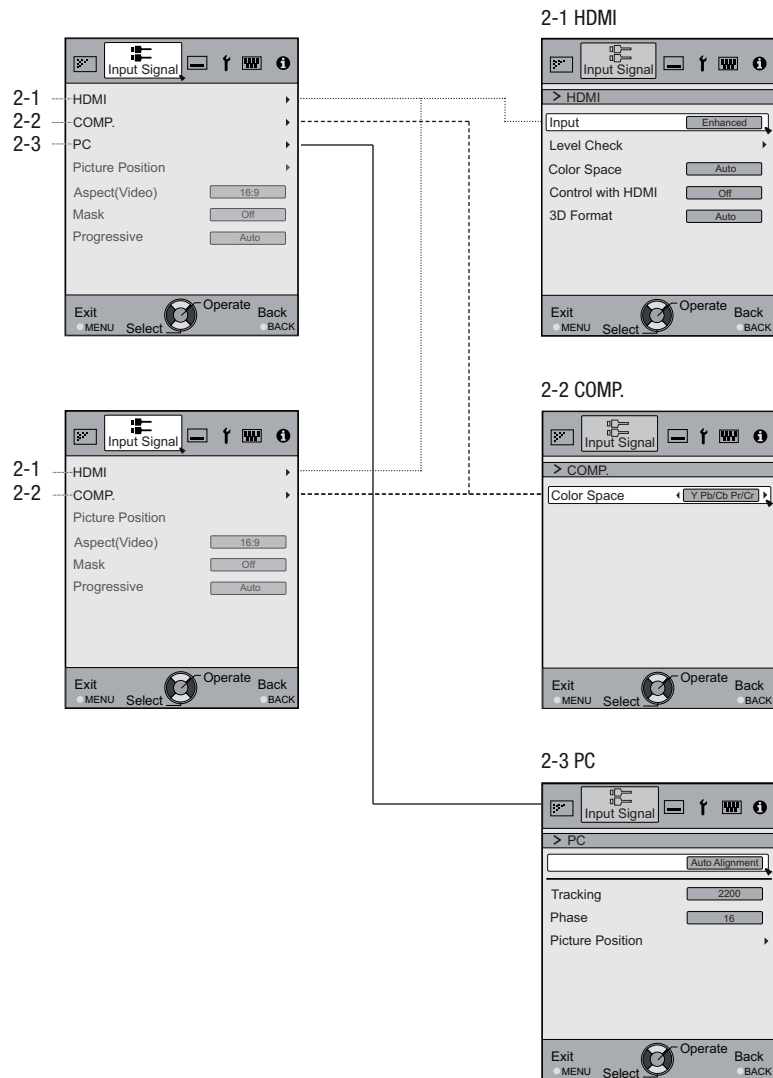 2-1 HDMI
Input Signal
2-1 HDMI
2-2 COMP.
2-3 PC
Picture Position
Aspect(Video) 16:9
Mask Off
Progressive Auto
Exit Operate Back
MENU Select BACK
Input Signal
> HDMI
Input Enhanced
Level Check
Color Space Auto
Control with HDMI Off
3D Format Auto
Exit Operate Back
MENU Select BACK
Input Signal
2-1 HDMI
2-2 COMP.
Picture Position
Aspect(Video) 16:9
Mask Off
Progressive Auto
Exit Operate Back
MENU Select BACK
2-2 COMP.
Input Signal
> COMP.
Color Space Y Pb/Cb Pr/Cr
Exit Operate Back
MENU Select BACK
2-3 PC
Input Signal
> PC
Auto Alignment
Tracking 2200
Phase 16
Picture Position
Exit Operate Back
MENU Select BACK